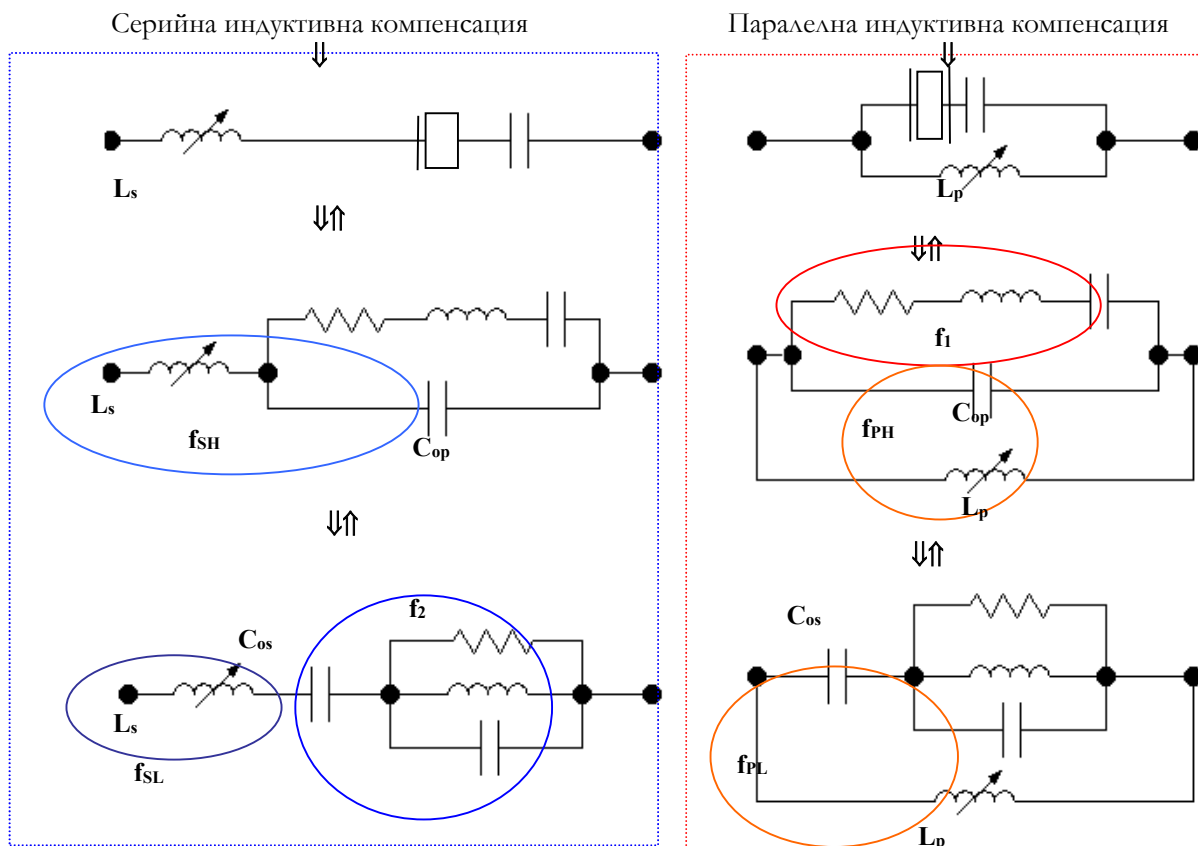 Серийна индуктивна компенсация
Паралелна индуктивна компенсация
⇓
⇓
Ls
Lp
⇓⇑
⇓⇑
f1
Ls
fSH
Cop
Cop
fPH
Lp
⇓⇑
⇓⇑
f2
Cos
Cos
Ls
fSL
fPL
Lp